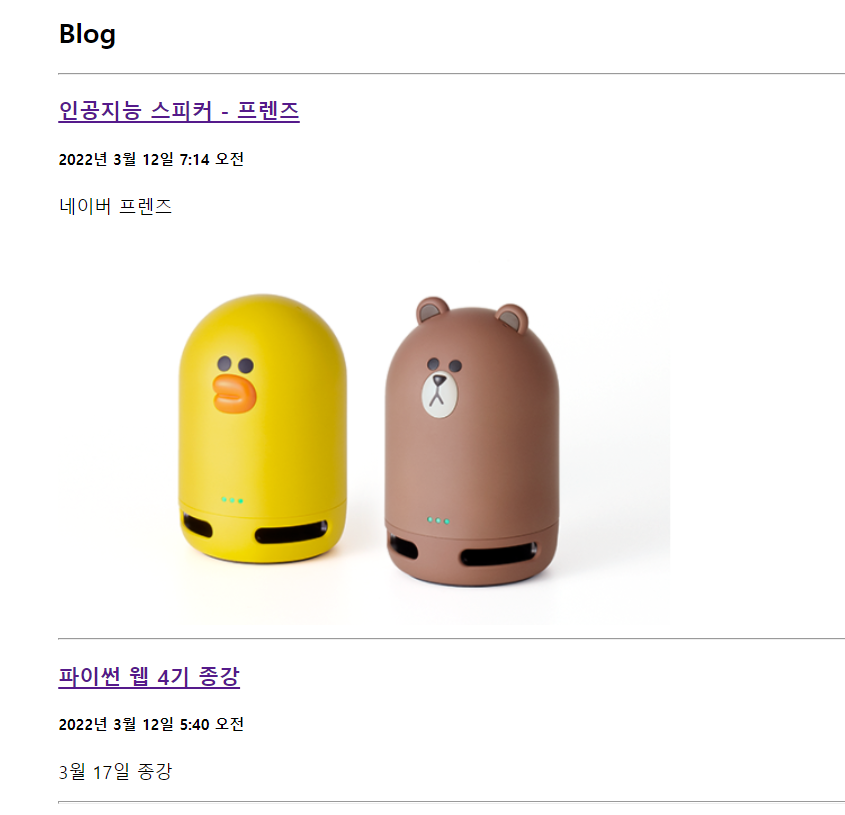 Blog
인공지능 스피커 - 프렌즈
2022년 3월 12일 7:14 오전
네이버 프렌즈
파이썬 웹 4기 종강
2022년 3월 12일 5:40 오전
3월 17일 종강